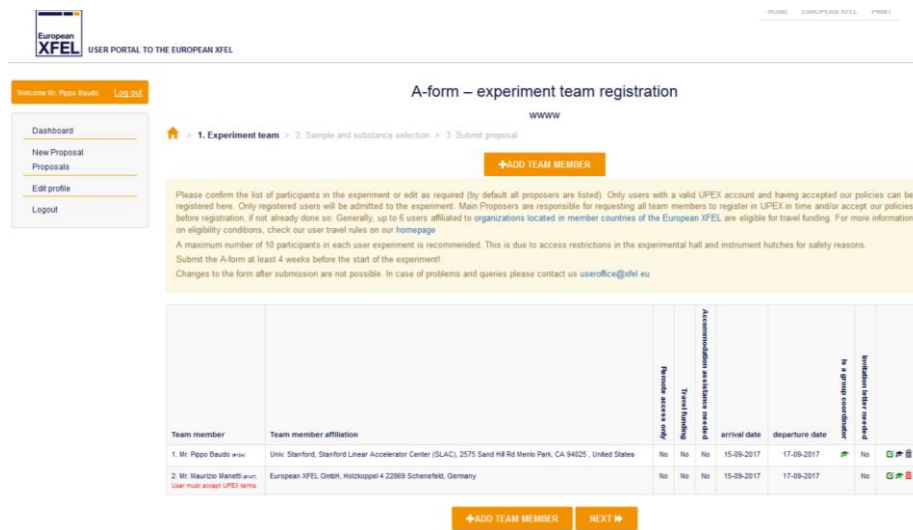 HOME EUROPEAN XFEL PRINT
European
XFEL
USER PORTAL TO THE EUROPEAN XFEL
Welcome Mr. Pippo Baudo Log out
Dashboard
New Proposal
Proposals
Edit profile
Logout
A-form – experiment team registration
wwww
> 1. Experiment team > 2. Sample and substance selection > 3. Submit proposal
+ADD TEAM MEMBER
Please confirm the list of participants in the experiment or edit as required (by default all proposers are listed). Only users with a valid UPEX account and having accepted our policies can be
registered here. Only registered users will be admitted to the experiment. Main Proposers are responsible for requesting all team members to register in UPEX in time and/or accept our policies
before registration, if not already done so. Generally, up to 6 users affiliated to organizations located in member countries of the European XFEL are eligible for travel funding. For more information
on eligibility conditions, check our user travel rules on our homepage
A maximum number of 10 participants in each user experiment is recommended. This is due to access restrictions in the experimental hall and instrument hutches for safety reasons.
Submit the A-form at least 4 weeks before the start of the experiment!
Changes to the form after submission are not possible. In case of problems and queries please contact us useroffice@xfel.eu
Team member Team member affiliation Remote access only Travel funding Accommodation assistance needed arrival date departure date Is a group coordinator Invitation letter needed
1. Mr. Pippo Baudo Univ. Stanford, Stanford Linear Accelerator Center (SLAC), 2575 Sand Hill Rd Menlo Park, CA 94025 , United States No No No 15-09-2017 17-09-2017 No
2. Mr. Maurizio Manetti European XFEL GmbH, Holzkoppel 4 22869 Schenefeld, Germany No No No 15-09-2017 17-09-2017 No
User must accept UPEX terms
+ADD TEAM MEMBER NEXT